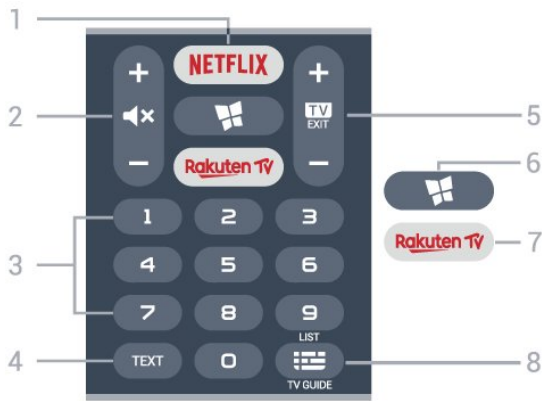 1
NETFLIX
+ +
2
TV
EXIT
5
- -
Rakuten TV
6
1 2 3
Rakuten TV
7
3
4 5 6
7 8 9
LIST
4
TEXT
0
8
TV GUIDE